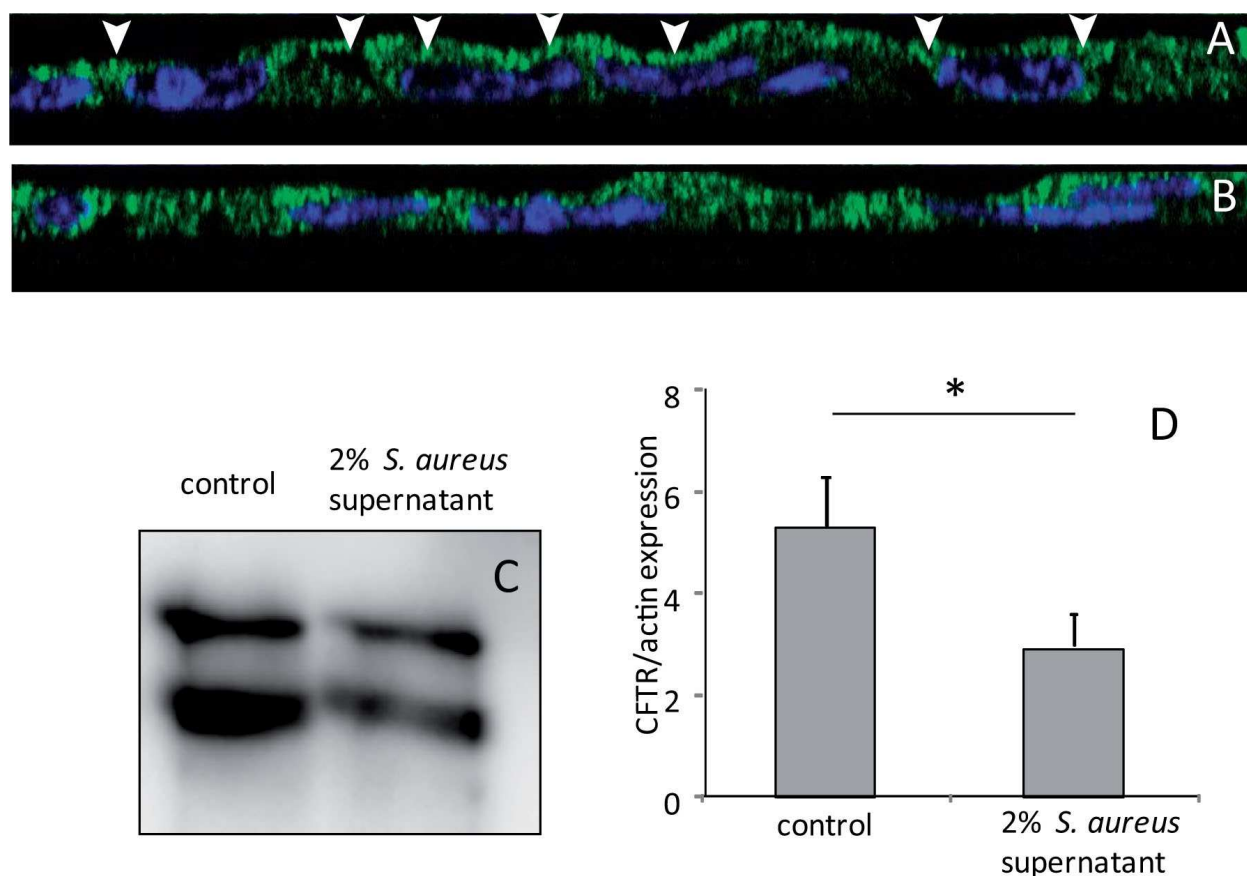 A
B
control
2% S. aureus
supernatant
C
D
*
CFTR/actin expression
8
6
4
2
0
control
2% S. aureus
supernatant